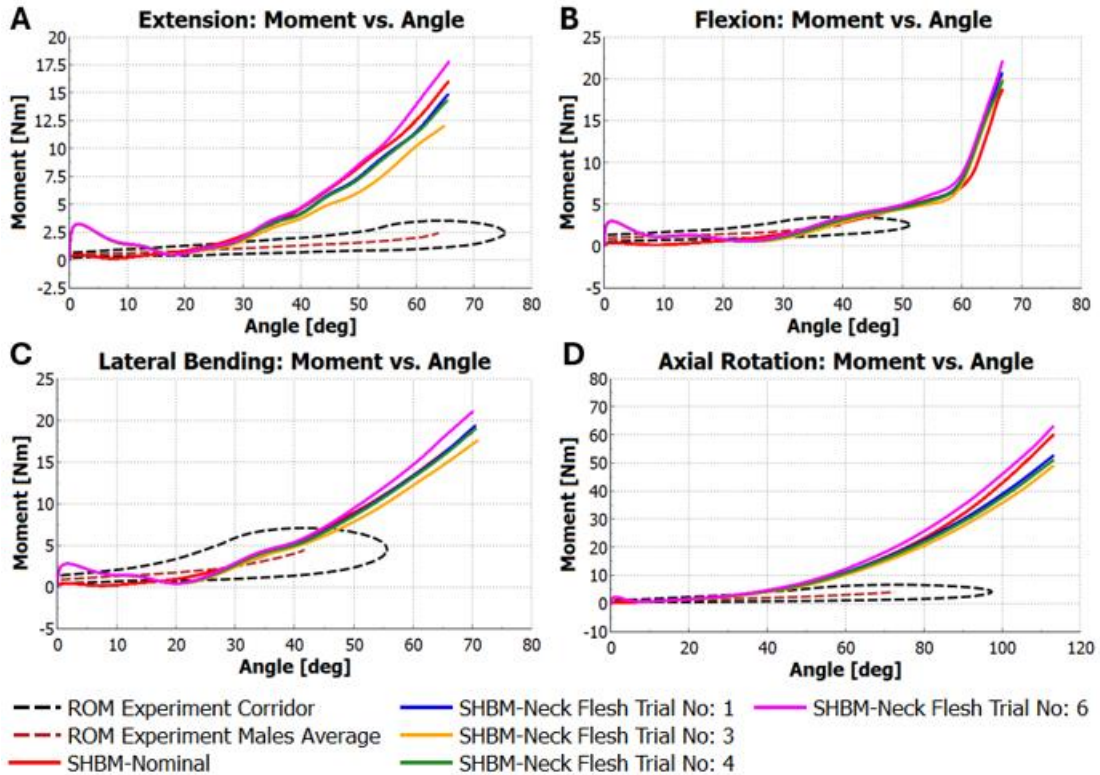 A
Extension: Moment vs. Angle
Moment [Nm]
20
17.5
15
12.5
10
7.5
5
2.5
0
-2.5
0 10 20 30 40 50 60 70 80
Angle [deg]
B
Flexion: Moment vs. Angle
Moment [Nm]
25
20
15
10
5
0
-5
0 10 20 30 40 50 60 70 80
Angle [deg]
C
Lateral Bending: Moment vs. Angle
Moment [Nm]
25
20
15
10
5
0
-5
0 10 20 30 40 50 60 70 80
Angle [deg]
D
Axial Rotation: Moment vs. Angle
Moment [Nm]
80
70
60
50
40
30
20
10
0
-10
0 20 40 60 80 100 120
Angle [deg]
ROM Experiment Corridor
ROM Experiment Males Average
SHBM-Nominal
SHBM-Neck Flesh Trial No: 1
SHBM-Neck Flesh Trial No: 3
SHBM-Neck Flesh Trial No: 4
SHBM-Neck Flesh Trial No: 6